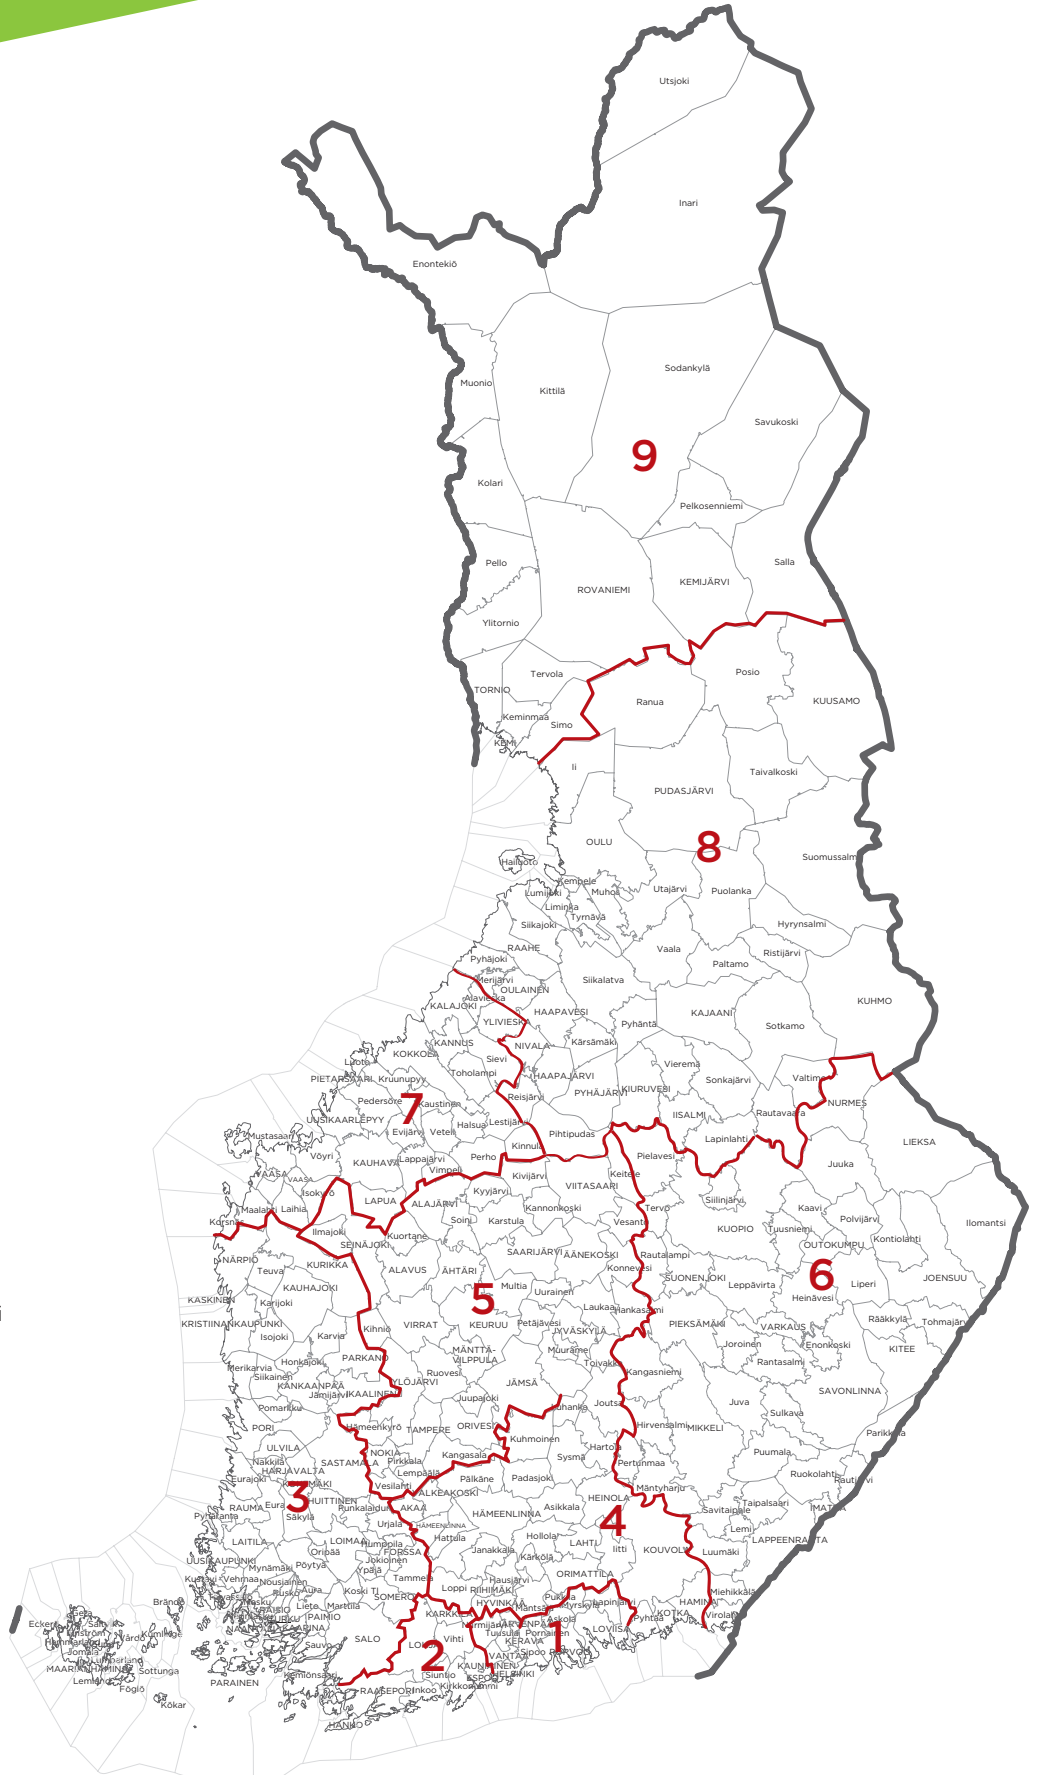 Utsjoki
Inari
Enontekiö
Sodankylä
Muonio
Kittilä
Savukoski
9
Kolari
Pelkosenniemi
Pello
Salla
KEMIJÄRVI
ROVANIEMI
Ylitornio
Tervola
Posio
TORNIO
Ranua
KUUSAMO
Keminmaa
Simo
KEMI
Ii
Taivalkoski
PUDASJÄRVI
OULU
8
Suomussalmi
Hailuoto
Kempele
Lumijoki
Muhos
Utajärvi
Puolanka
Liminka
Tyrnävä
Siikajoki
Hyrynsalmi
RAAHE
Vaala
Ristijärvi
Pyhäjoki
Paltamo
Merijärvi
Siikalatva
OULAINEN
Alavieska
KUHMO
KALAJOKI
HAAPAVESI
KAJAANI
YLIVIESKA
Pyhäntä
Sotkamo
KANNUS
NIVALA
Kärsämäki
KOKKOLA
Sievi
Luoto
Vieremä
Toholampi
HAAPAJÄRVI
PIETARSAARI
Kruunupyy
Sonkajärvi
Valtimo
KIURUVESI
PYHÄJÄRVI
Reisjärvi
Pedersöre
Kaustinen
NURMES
7
UUSIKAARLEPYY
Halsua
Lestijärvi
IISALMI
Rautavaara
Evijärvi
Veteli
Pihtipudas
Mustasaari
Lapinlahti
LIEKSA
Kinnula
Vöyri
Perho
Pielavesi
KAUHAVA
Lappajärvi
Vimpeli
Juuka
VAASA
VAASA
Kivijärvi
Keitele
Isokyrö
VIITASAARI
Kyyjärvi
LAPUA
ALAJÄRVI
Siilinjärvi
Maalahti
Laihia
Kannonkoski
Tervo
Kaavi
Korsnäs
Soini
Karstula
Vesanto
Polvijärvi
Ilomantsi
Ilmajoki
Kuortane
KUOPIO
Tuusniemi
SEINÄJOKI
Kontiolahti
SAARIJÄRVI
ÄÄNEKOSKI
Rautalampi
OUTOKUMPU
NÄRPIÖ
KURIKKA
Teuva
ALAVUS
ÄHTÄRI
Konnevesi
SUONENJOKI
6
JOENSUU
KAUHAJOKI
Multia
Leppävirta
Liperi
Uurainen
KASKINEN
Karijoki
5
Heinävesi
Laukaa
Hankasalmi
Rääkkylä
KRISTIINANKAUPUNKI
VIRRAT
KEURUU
Petäjävesi
PIEKSÄMÄKI
VARKAUS
Tohmajärvi
Isojoki
Karvia
Kihniö
JYVÄSKYLÄ
Joroinen
Enonkoski
KITEE
Honkajoki
PARKANO
MÄNTTÄ-
VILPPULA
Muurame
Toivakka
Rantasalmi
Merikarvia
Siikainen
Ruovesi
Kangasniemi
KANKAANPÄÄ
YLÖJÄRVI
JÄMSÄ
SAVONLINNA
Jämijärvi
IKAALINEN
Juupajoki
Joutsa
Juva
Pomarkku
Luhanka
Sulkava
PORI
Hämeenkyrö
TAMPERE
ORIVESI
Hirvensalmi
MIKKELI
Parikkala
ULVILA
Kuhmoinen
Hartola
Puumala
NOKIA
Kangasala
Sysmä
Nakkila
SASTAMALA
Pirkkala
Pertunmaa
HARJAVALTA
Lempäälä
Ruokolahti
Rautjärvi
Eurajoki
Vesilahti
Pälkäne
Padasjoki
Mäntyharju
3
HUITTINEN
VALKEAKOSKI
HEINOLA
RAUMA
Eura
Punkalaidun
AKAA
Asikkala
Savitaipale
Taipalsaari
IMATRA
Pyhäranta
Säkylä
HÄMEENLINNA
4
Urjala
HÄMEENLINNA
Hollola
Lemi
LAITILA
LOIMAA
Humppila
Hattula
LAHTI
LAPPEENRANTA
Oripää
FORSSA
Janakkala
Iitti
KOUVOLA
Luumäki
UUSIKAUPUNKI
Jokioinen
Kärkölä
Mynämäki
Pöytyä
Ypäjä
ORIMATTILA
Kustavi
Vehmaa
Tammela
Hausjärvi
Nousiainen
Koski Tl
Loppi
RIIHIMÄKI
Miehikkälä
Rusko
Aura
SOMERO
Pukkila
Brändö
Masku
Lieto
Marttila
HYVINKÄÄ
Myrskylä
Lapinjärvi
HAMINA
KARKKILA
Mäntsälä
KOTKA
Virolahti
PAIMIO
Nurmijärvi
JÄRVENPÄÄ
Askola
Pyhtää
Geta
Saltvik
Eckerö
Tuusula
Pornainen
LOVIISA
Kumlinge
1
Vårdö
SALO
LOHJA
Vihti
KERAVA
Jomala
Sauvo
2
VANTAA
Sipoo
PORVOO
Lumparland
KAUNIAINEN
MAARIANHAMINA
Sottunga
Kemiönsaari
Siuntio
ESPOO
HELSINKI
Lemland
PARAINEN
Kirkkonummi
Föglö
RAASEPORI
Inkoo
Kökar
HANKO